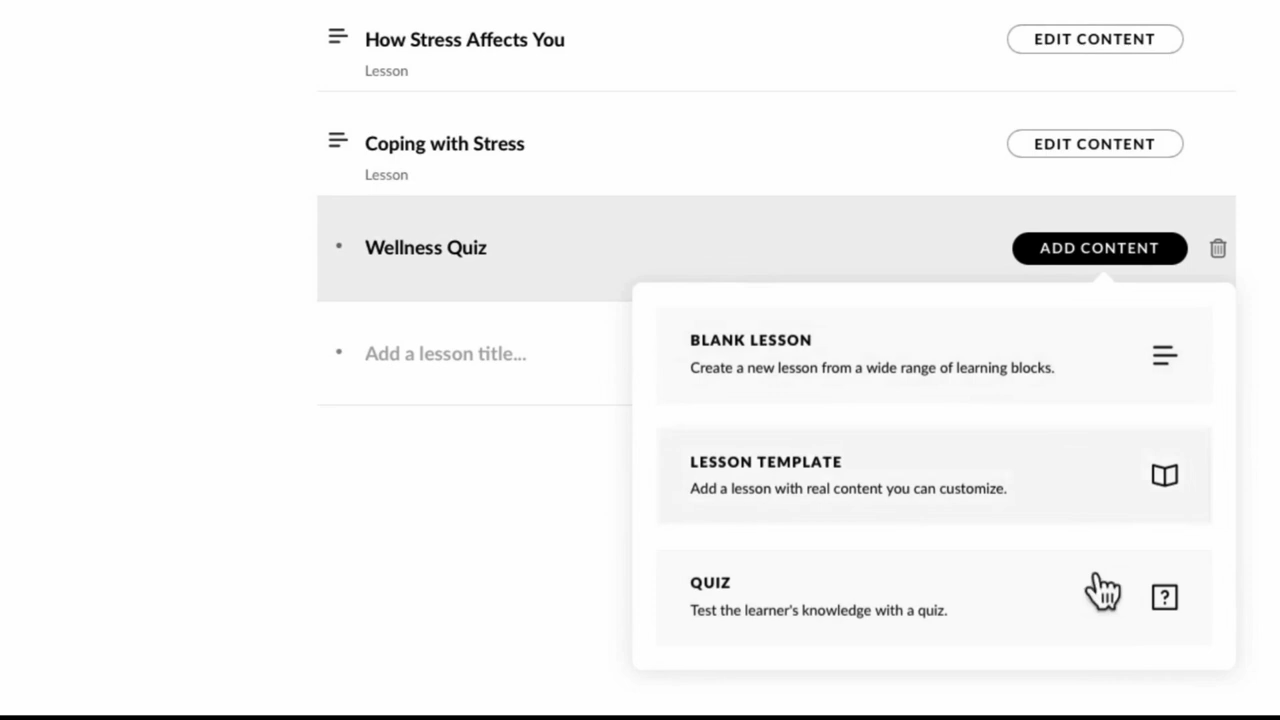 How Stress Affects You
EDIT CONTENT
Lesson
Coping with Stress
EDIT CONTENT
Lesson
Wellness Quiz
ADD CONTENT
Add a lesson title...
BLANK LESSON
Create a new lesson from a wide range of learning blocks.
LESSON TEMPLATE
Add a lesson with real content you can customize.
QUIZ
Test the learner's knowledge with a quiz.
?